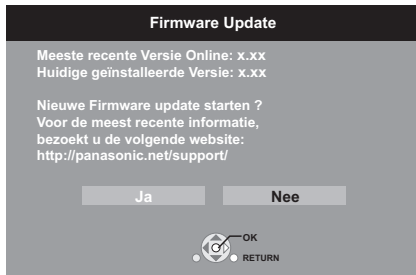 Firmware Update
Meeste recente Versie Online: x.xx
Huidige geïnstalleerde Versie: x.xx
Nieuwe Firmware update starten ?
Voor de meest recente informatie,
bezoekt u de volgende website:
http://panasonic.net/support/
Ja Nee
OK
RETURN